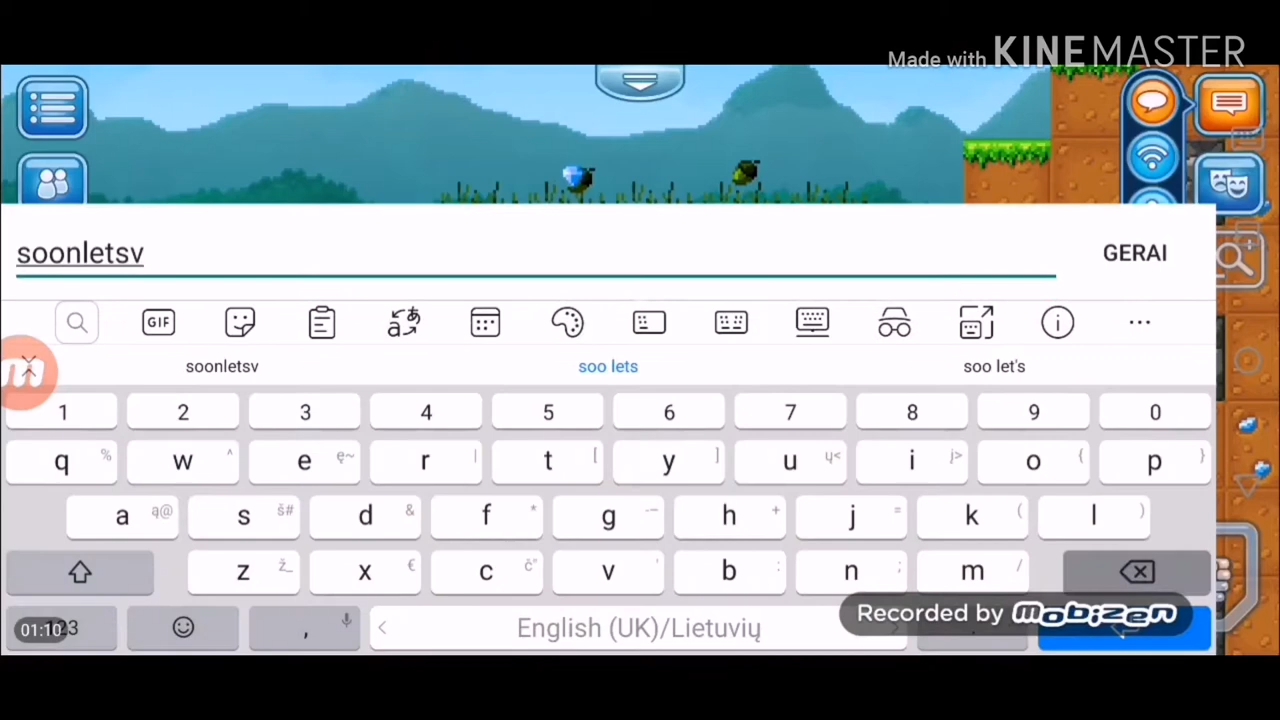 Made with KINEMASTER
soonletsv
GERAI
GIF
soonletsv soo lets soo let's
1 2 3 4 5 6 7 8 9 0
q % w ^ e ę~ r | t [ y ] u ų< i į> o { p }
a ą@ s š# d & f * g -– h + j = k ( l )
z ž_ x € c č" v ' b : n ; m /
Recorded by mobizen
01:10 , < English (UK)/Lietuvių